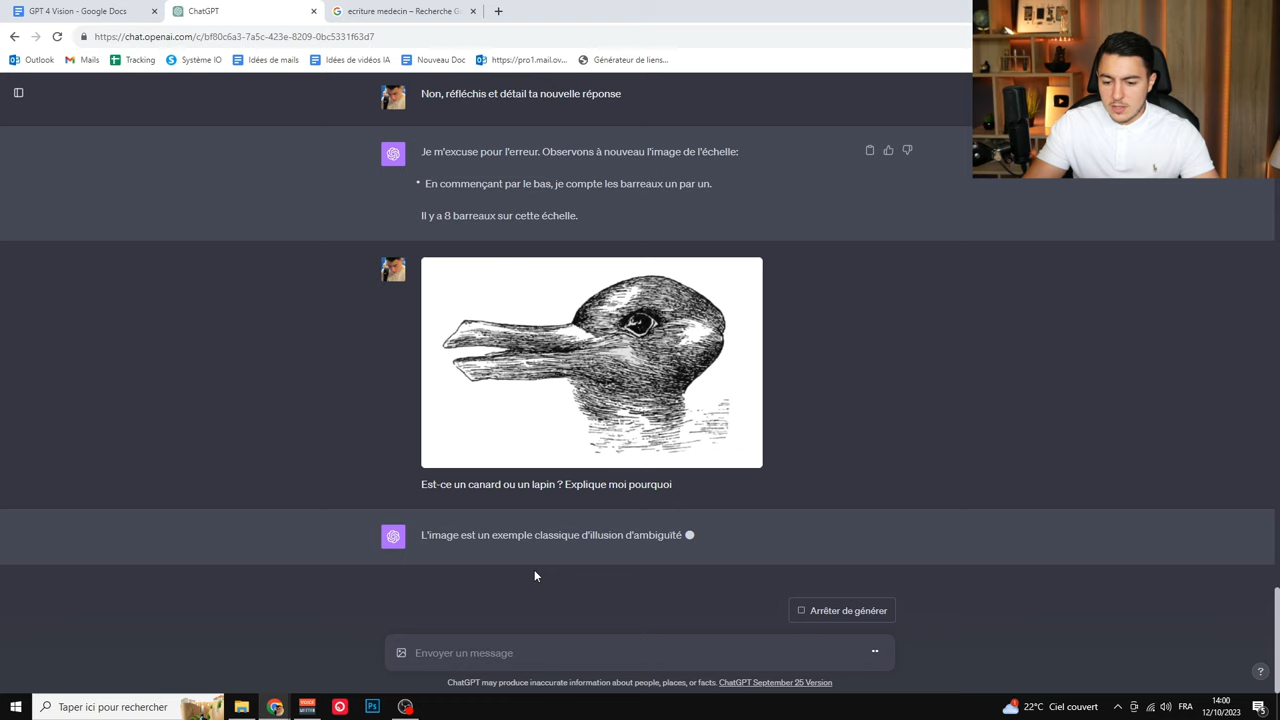 GPT 4 Vision - Google Docs
ChatGPT
ecriture medecin – Recherche G
https://chat.openai.com/c/bf80c6a3-7a5c-423e-8209-0bc5331f63d7
Outlook
Mails
Tracking
Système IO
Idées de mails
Idées de vidéos IA
Nouveau Doc
https://pro1.mail.ov...
Générateur de liens...
Non, réfléchis et détail ta nouvelle réponse
Je m'excuse pour l'erreur. Observons à nouveau l'image de l'échelle:
• En commençant par le bas, je compte les barreaux un par un.
Il y a 8 barreaux sur cette échelle.
Est-ce un canard ou un lapin ? Explique moi pourquoi
L'image est un exemple classique d'illusion d'ambiguïté
Arrêter de générer
Envoyer un message
ChatGPT may produce inaccurate information about people, places, or facts. ChatGPT September 25 Version
?
Taper ici pour rechercher
Ps
22°C Ciel couvert
FRA
14:00
12/10/2023